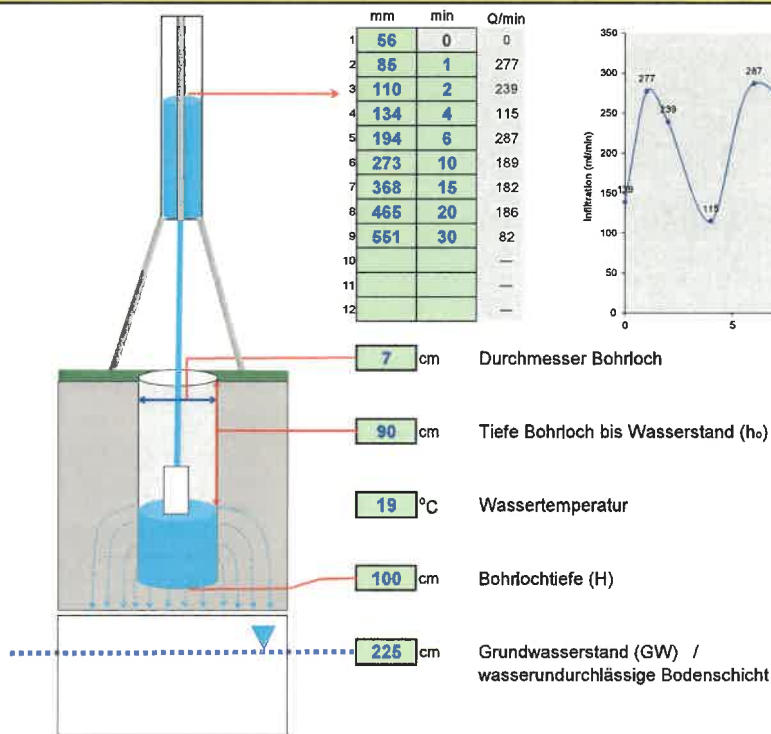 mm min Q/min
1 56 0 0
2 85 1 277
3 110 2 239
4 134 4 115
5 194 6 287
6 273 10 189
7 368 15 182
8 465 20 186
9 551 30 82
10 —
11 —
12 —
350
300
250
200
150
100
50
0
Infiltration (ml/min)
277
239
139
115
287
0 5
7 cm Durchmesser Bohrloch
90 cm Tiefe Bohrloch bis Wasserstand (h₀)
19 °C Wassertemperatur
100 cm Bohrlochtiefe (H)
225 cm Grundwasserstand (GW) /
wasserundurchlässige Bodenschicht